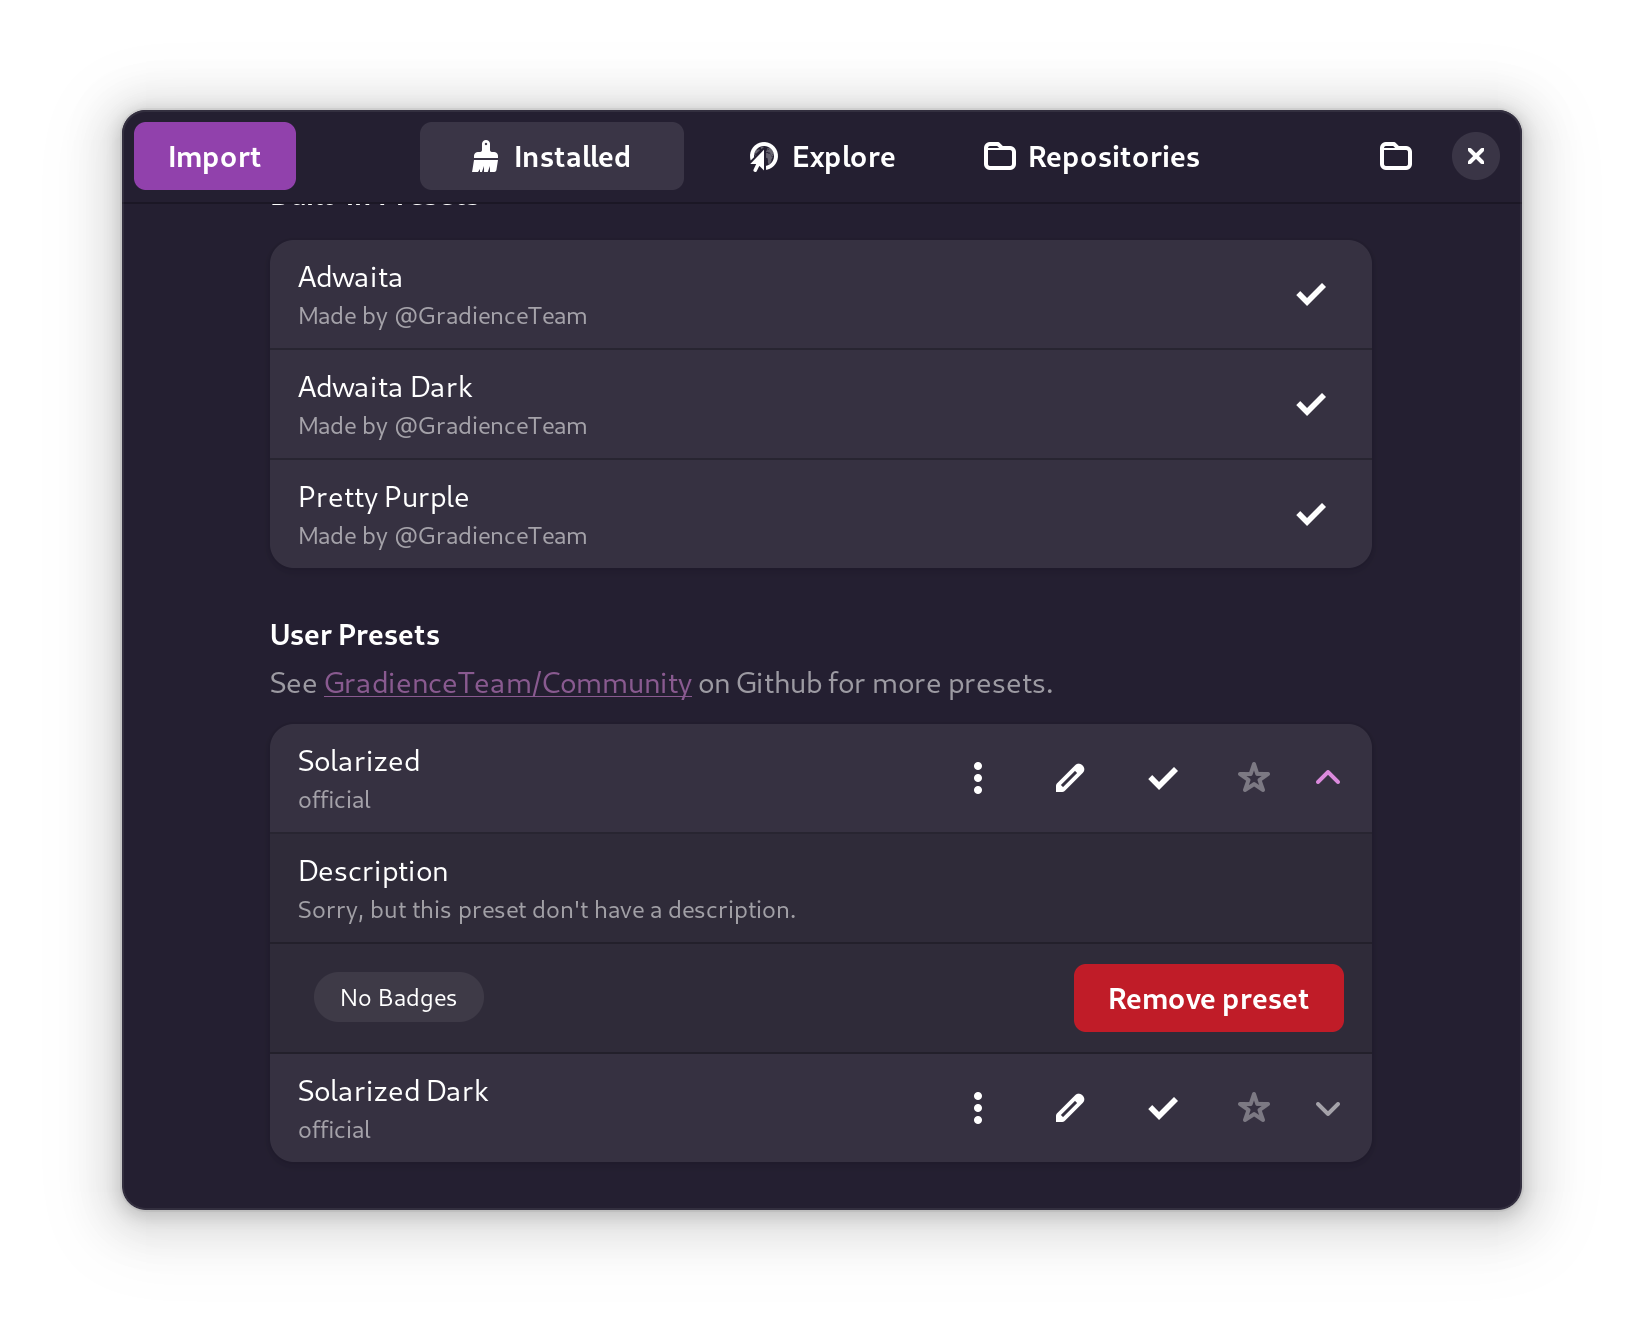 Import
Installed
Explore
Repositories
Adwaita
Made by @GradienceTeam
Adwaita Dark
Made by @GradienceTeam
Pretty Purple
Made by @GradienceTeam
User Presets
See GradienceTeam/Community on Github for more presets.
Solarized
official
Description
Sorry, but this preset don't have a description.
No Badges
Remove preset
Solarized Dark
official